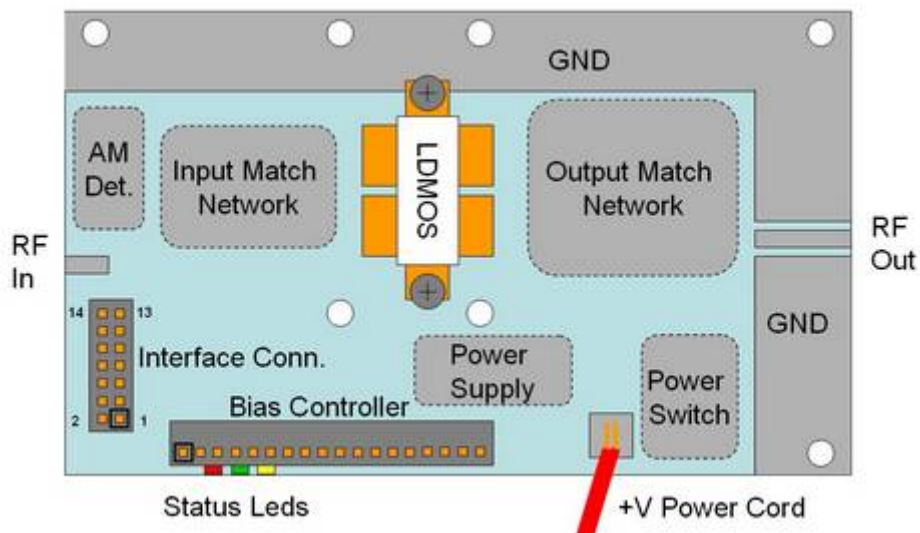 GND
AM
Det.
Input Match
Network
LDMOS
Output Match
Network
RF
In
RF
Out
14
13
GND
Interface Conn.
Power
Supply
Power
Switch
2
1
Bias Controller
Status Leds
+V Power Cord